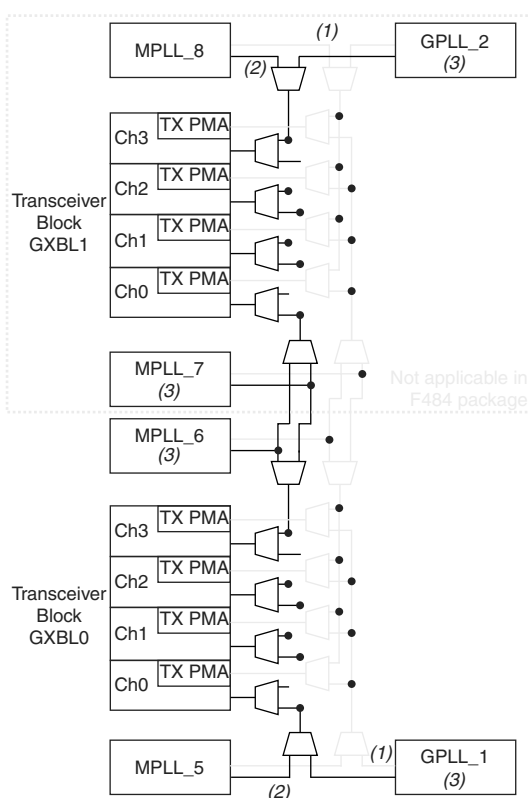 (1)
MPLL_8
GPLL_2
(2)
(3)
TX PMA
Ch3
TX PMA
Ch2
Transceiver
Block
GXBL1
TX PMA
Ch1
TX PMA
Ch0
MPLL_7
(3)
Not applicable in
F484 package
MPLL_6
(3)
TX PMA
Ch3
TX PMA
Ch2
Transceiver
Block
GXBL0
TX PMA
Ch1
TX PMA
Ch0
MPLL_5
(1)
GPLL_1
(2)
(3)